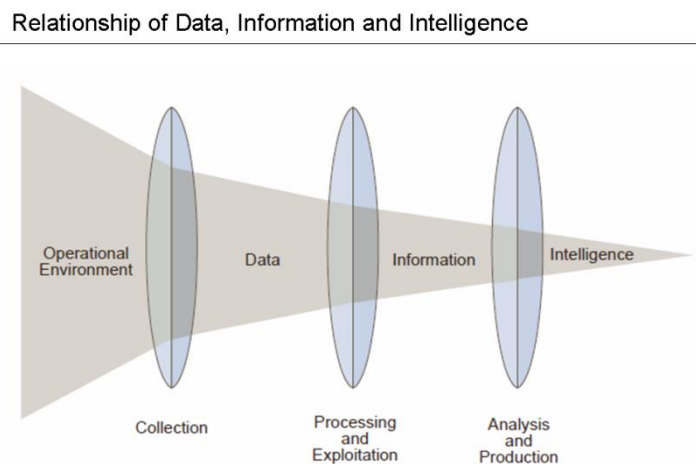 Relationship of Data, Information and Intelligence
Operational
Environment
Data
Information
Intelligence
Collection
Processing
and
Exploitation
Analysis
and
Production